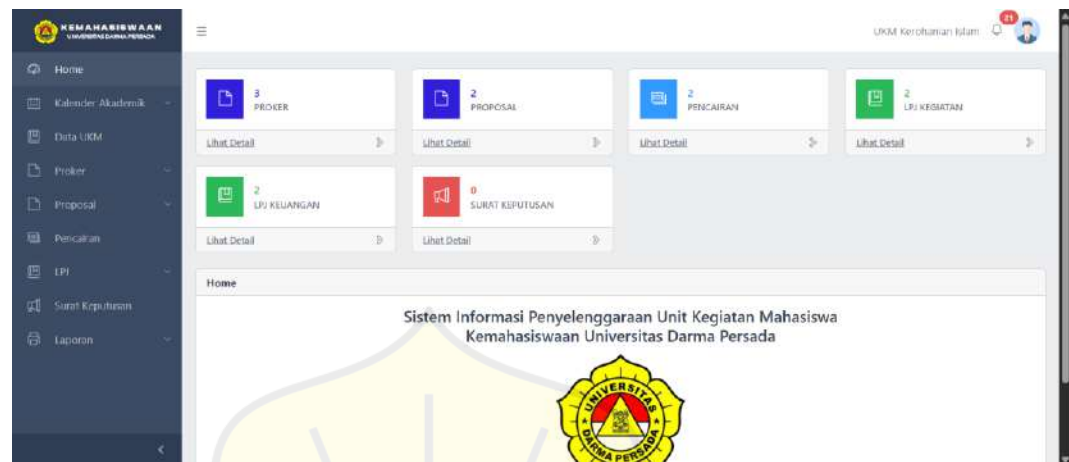 KEMAHASISWAAN
UNIVERSITAS DARMA PERSADA
UKM Kerohanian Islam
21
Home
Kalender Akademik
Data UKM
Proker
Proposal
Pencairan
LPJ
Surat Keputusan
Laporan
3
PROKER
Lihat Detail
2
PROPOSAL
Lihat Detail
2
PENCAIRAN
Lihat Detail
2
LPJ KEGIATAN
Lihat Detail
2
LPJ KEUANGAN
Lihat Detail
0
SURAT KEPUTUSAN
Lihat Detail
Home
Sistem Informasi Penyelenggaraan Unit Kegiatan Mahasiswa
Kemahasiswaan Universitas Darma Persada
UNIVERSITAS
DARMA PERSADA